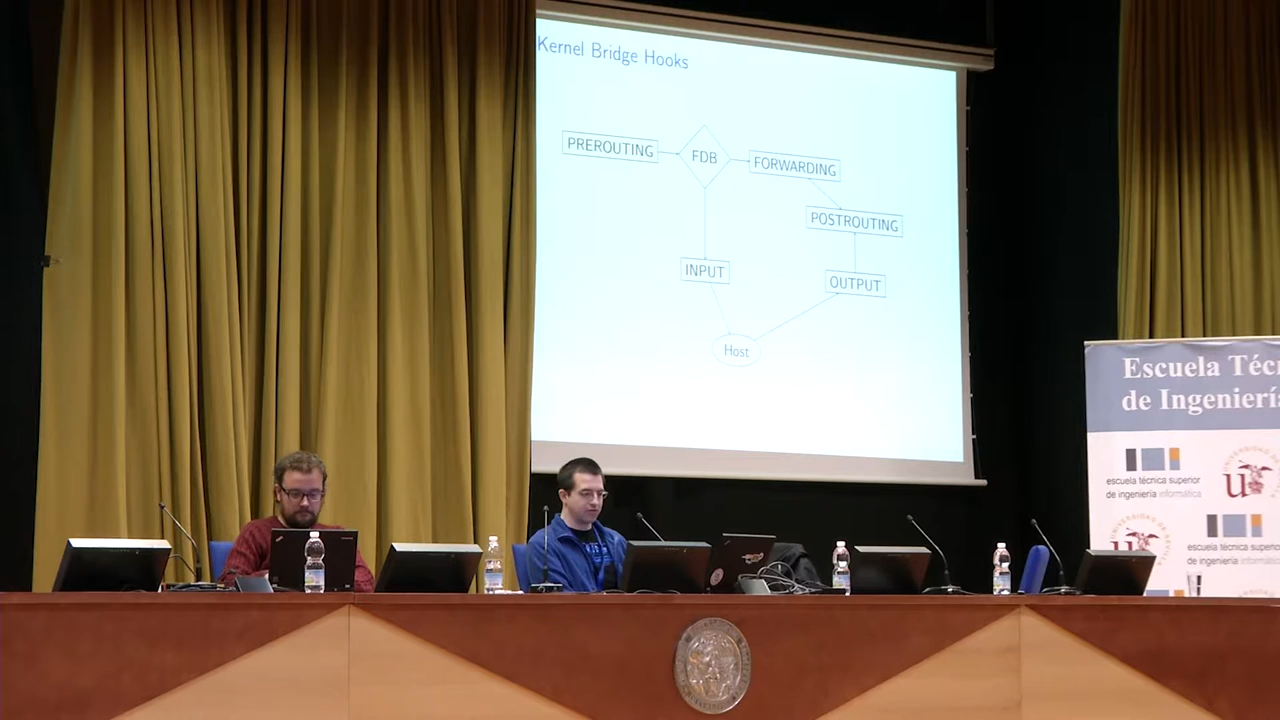 Kernel Bridge Hooks
PREROUTING
FDB
FORWARDING
POSTROUTING
INPUT
OUTPUT
Host
Escuela Técn
de Ingeniería
escuela técnica superior
de ingeniería informática
escuela técnica superior
de ingeniería informática